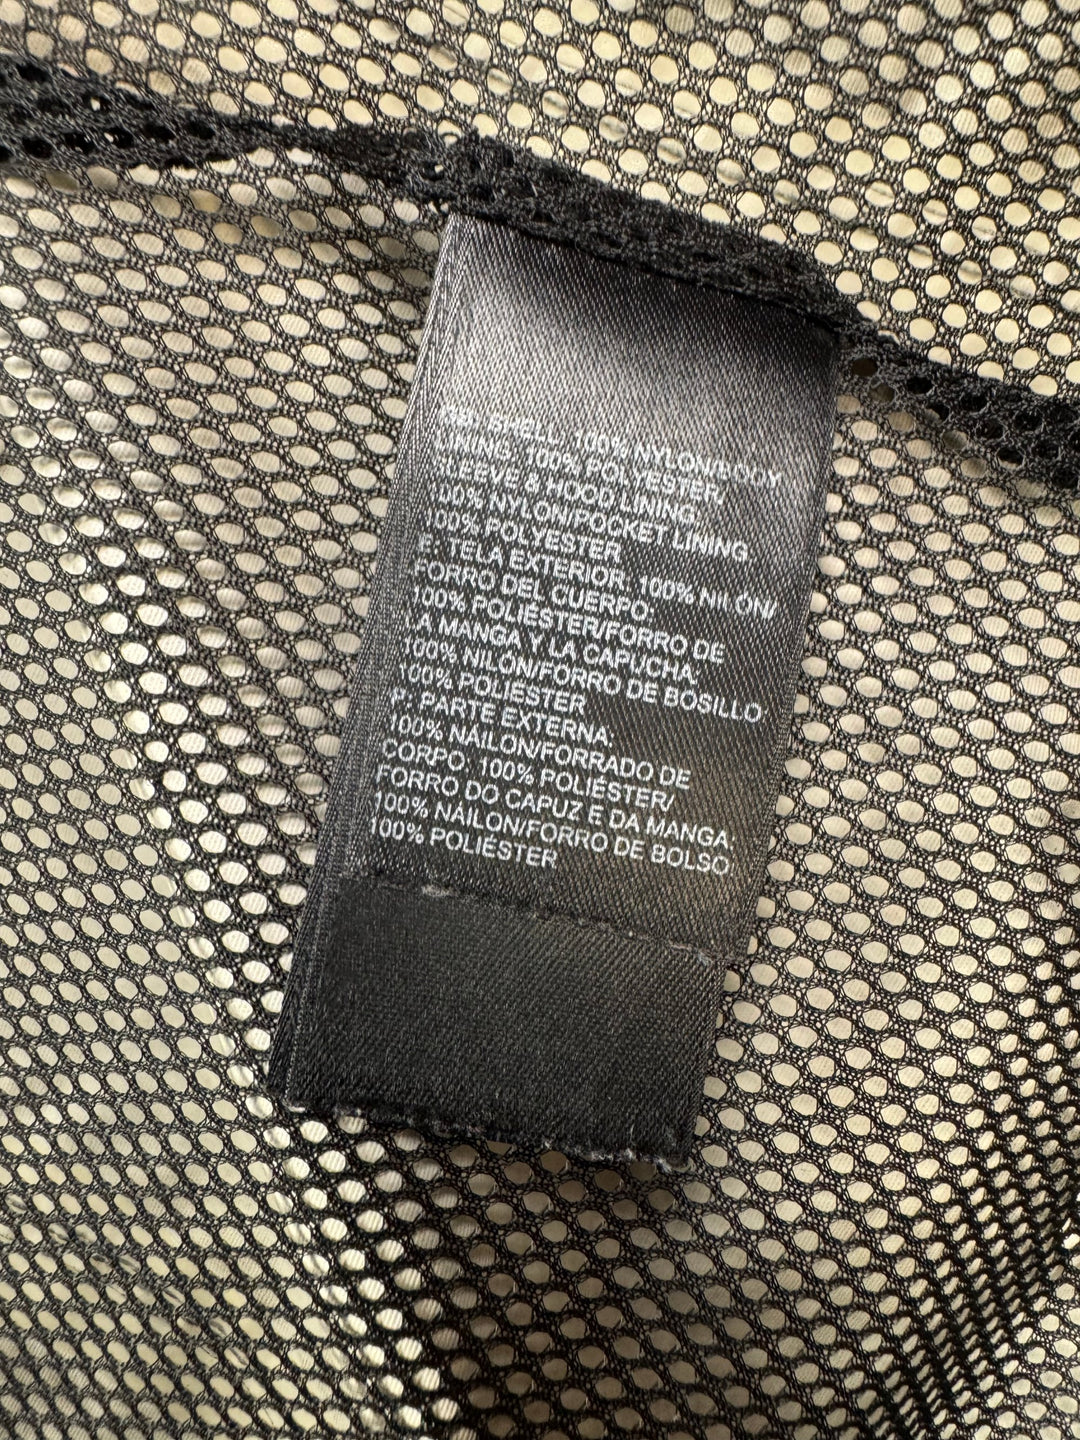 SHELL: 100% NYLON/BODY
LINING: 100% POLYESTER,
SLEEVE & HOOD LINING:
100% NYLON/POCKET LINING
100% POLYESTER
E: TELA EXTERIOR: 100% NILÓN/
FORRO DEL CUERPO:
100% POLIÉSTER/FORRO DE
LA MANGA Y LA CAPUCHA:
100% NILÓN/FORRO DE BOSILLO
100% POLIÉSTER
P: PARTE EXTERNA,
100% NÁILON/FORRADO DE
CORPO: 100% POLIÉSTER/
FORRO DO CAPUZ E DA MANGA,
100% NÁILON/FORRO DE BOLSO
100% POLIÉSTER